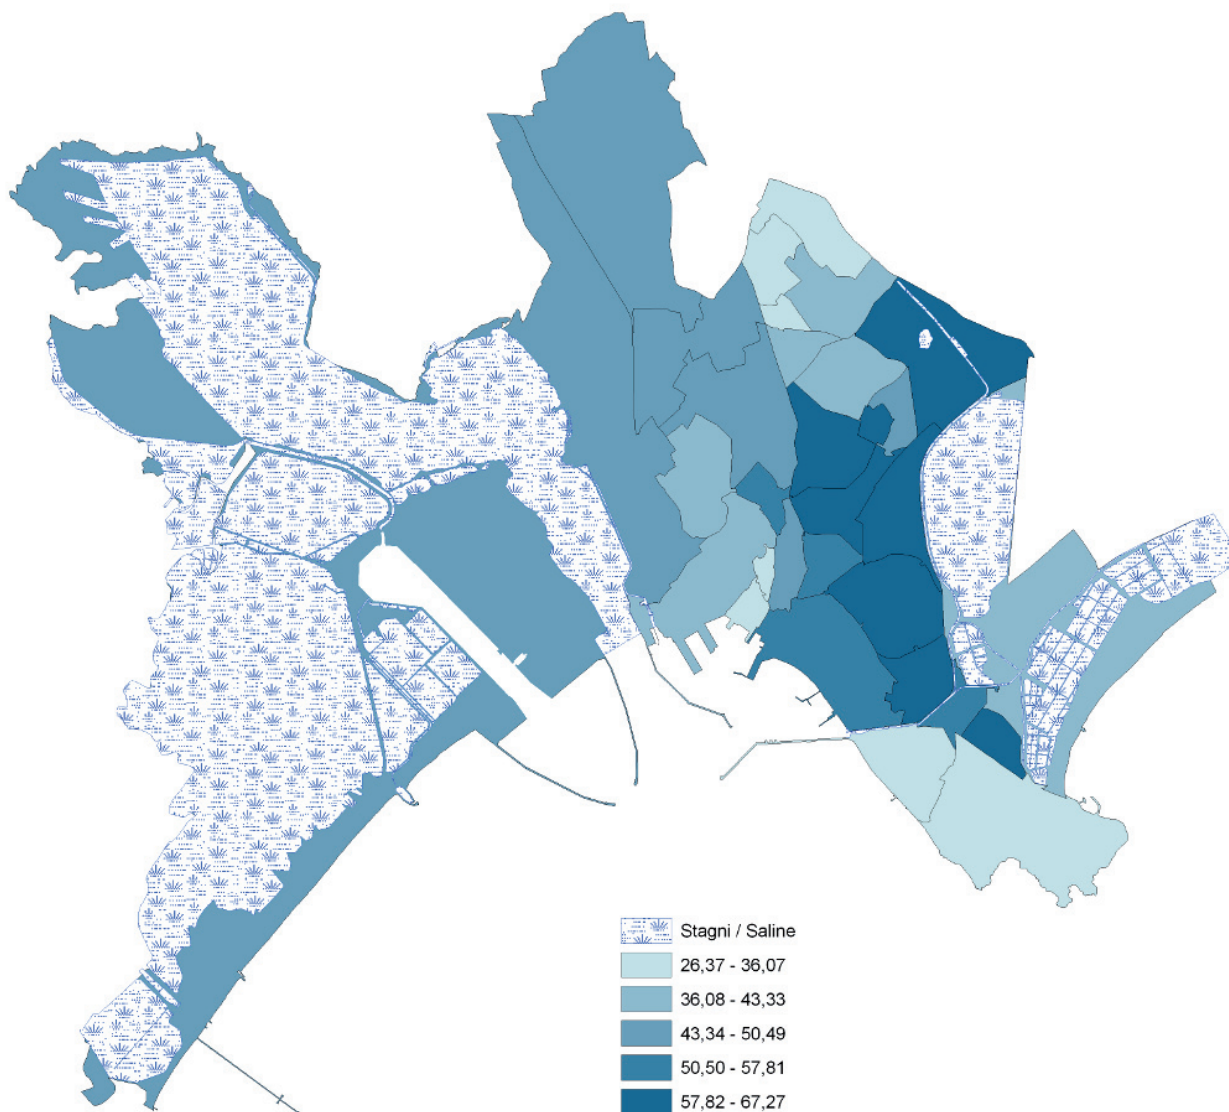 Stagni / Saline
26,37 - 36,07
36,08 - 43,33
43,34 - 50,49
50,50 - 57,81
57,82 - 67,27